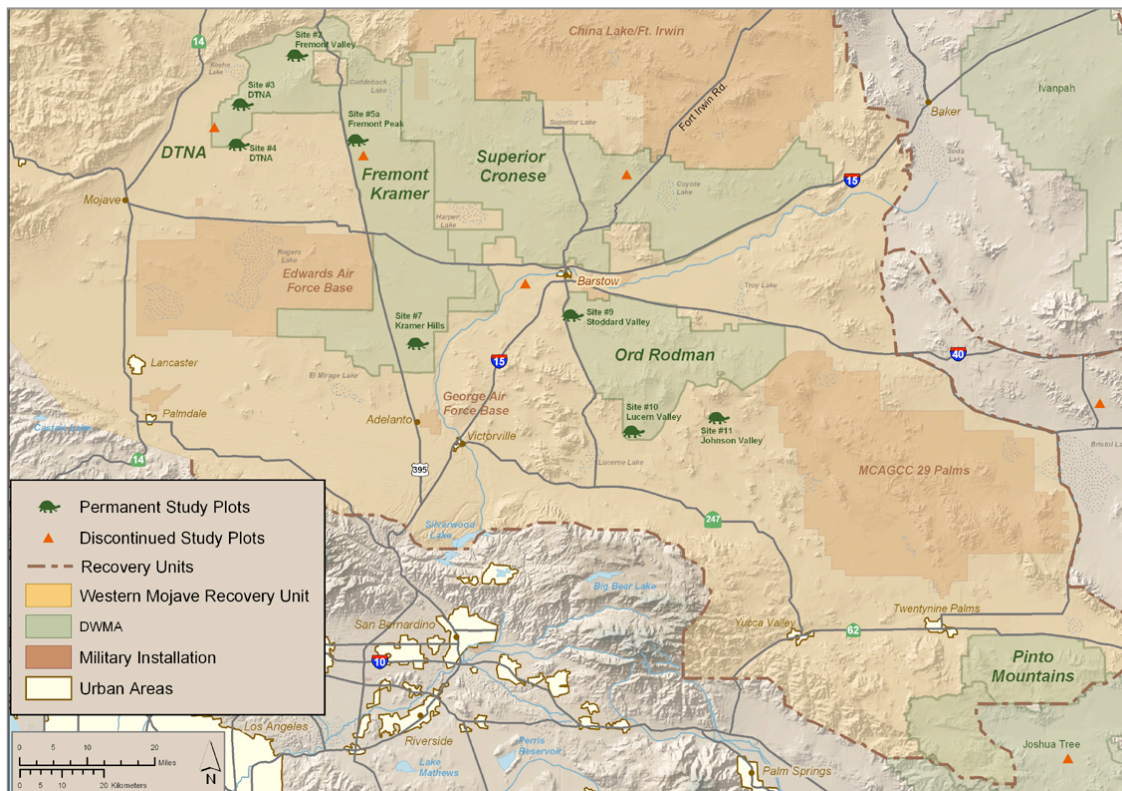 China Lake/Ft. Irwin
14
Site #2
Fremont Valley
Koehn
Lake
Cuddeback
Lake
Site #3
DTNA
Ivanpah
Fort Irwin Rd.
Baker
Site #5a
Fremont Peak
Superior Lake
DTNA
Site #4
DTNA
Soda
Lake
Superior
Cronese
Fremont
Kramer
15
Coyote
Lake
Mojave
Harper
Lake
Rogers
Lake
Edwards Air
Force Base
Barstow
Troy Lake
Site #7
Kramer Hills
Site #9
Stoddard Valley
40
15
Ord Rodman
Lancaster
El Mirage Lake
George Air
Force Base
Palmdale
Adelanto
Site #10
Lucern Valley
Site #11
Johnson Valley
Victorville
Bristol
14
395
Lucerne Lake
MCAGCC 29 Palms
Permanent Study Plots
Discontinued Study Plots
Recovery Units
Western Mojave Recovery Unit
DWMA
Military Installation
Urban Areas
247
Silverwood
Lake
Big Bear Lake
Twentynine Palms
San Bernardino
Yucca Valley
62
10
Pinto
Mountains
Los Angeles
Riverside
Perris
Reservoir
Joshua Tree
Lake
Mathews
Palm Springs
0 5 10 20
Miles
0 5 10 20 Kilometers
N